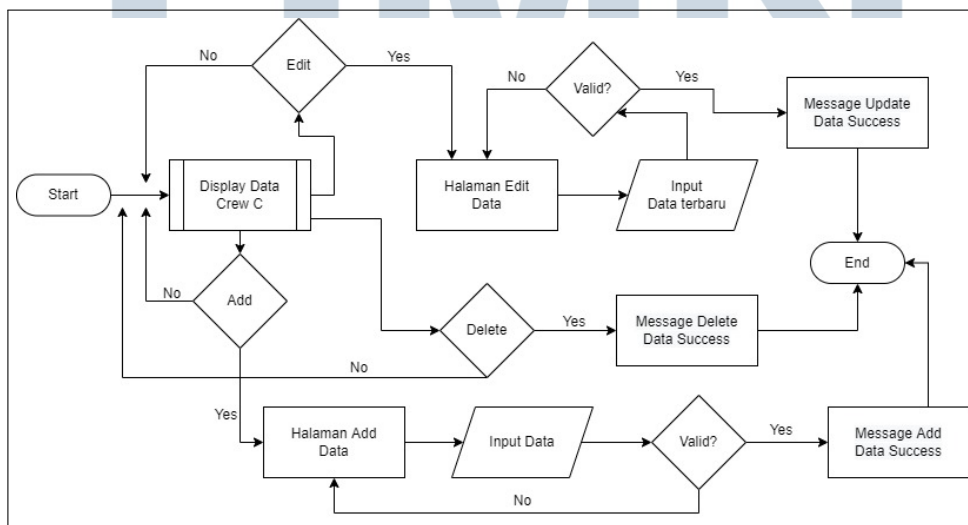 No
Edit
Yes
No
Valid?
Yes
Message Update
Data Success
Start
Display Data
Crew C
Halaman Edit
Data
Input
Data terbaru
End
No
Add
Delete
Yes
Message Delete
Data Success
No
Yes
Halaman Add
Data
Input Data
Valid?
Yes
Message Add
Data Success
No